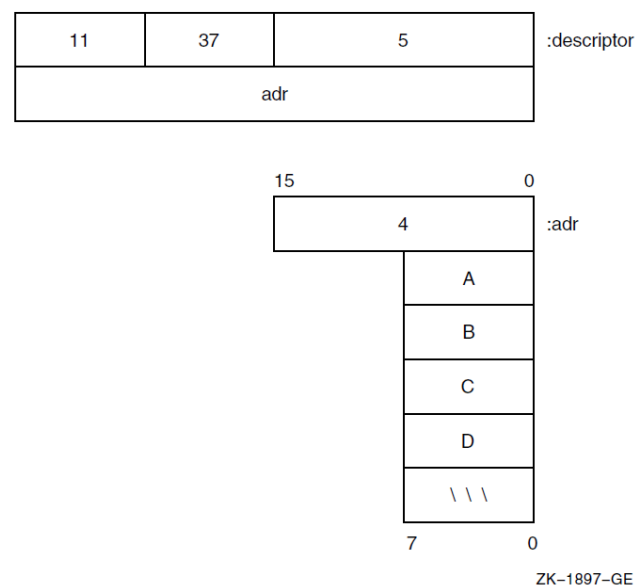 11 37 5 :descriptor
adr
15 0
4 :adr
A
B
C
D
\ \ \
7 0
ZK–1897–GE